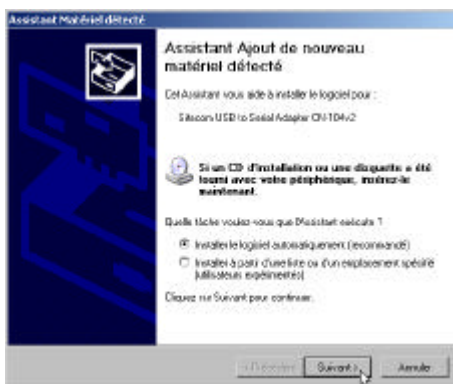 Assistant Matériel détecté
Assistant Ajout de nouveau
matériel détecté
Cet Assistant vous aide à installer le logiciel pour :
Sitecom USB to Serial Adapter CN-104v2
Si un CD d'installation ou une disquette a été
fourni avec votre périphérique, insérez-le
maintenant.
Quelle tâche voulez-vous que l'Assistant exécute ?
Installer le logiciel automatiquement (recommandé)
Installer à partir d'une liste ou d'un emplacement spécifié
(utilisateurs expérimentés)
Cliquez sur Suivant pour continuer.
< Précédent
Suivant >
Annuler